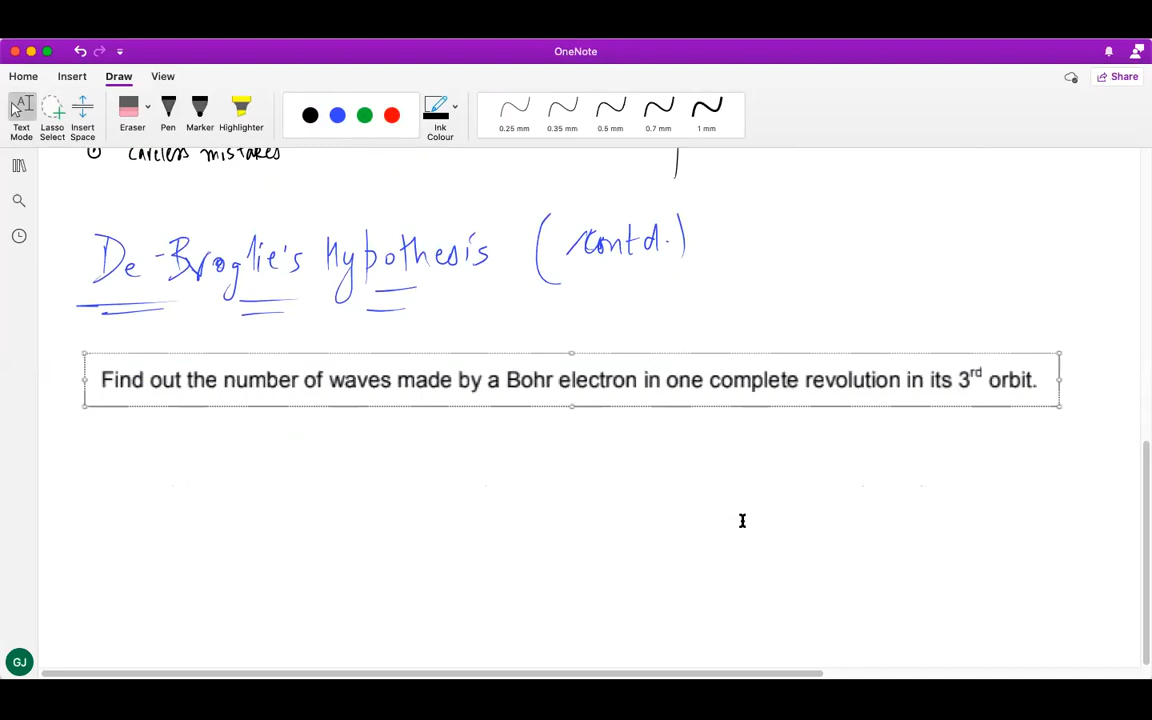 OneNote
Home Insert Draw View
Share
Text Mode
Lasso Select
Insert Space
Eraser
Pen
Marker
Highlighter
Ink Colour
0.25 mm
0.35 mm
0.5 mm
0.7 mm
1 mm
careless mistakes
De-Broglie's Hypothesis (contd.)
Find out the number of waves made by a Bohr electron in one complete revolution in its 3rd orbit.
GJ